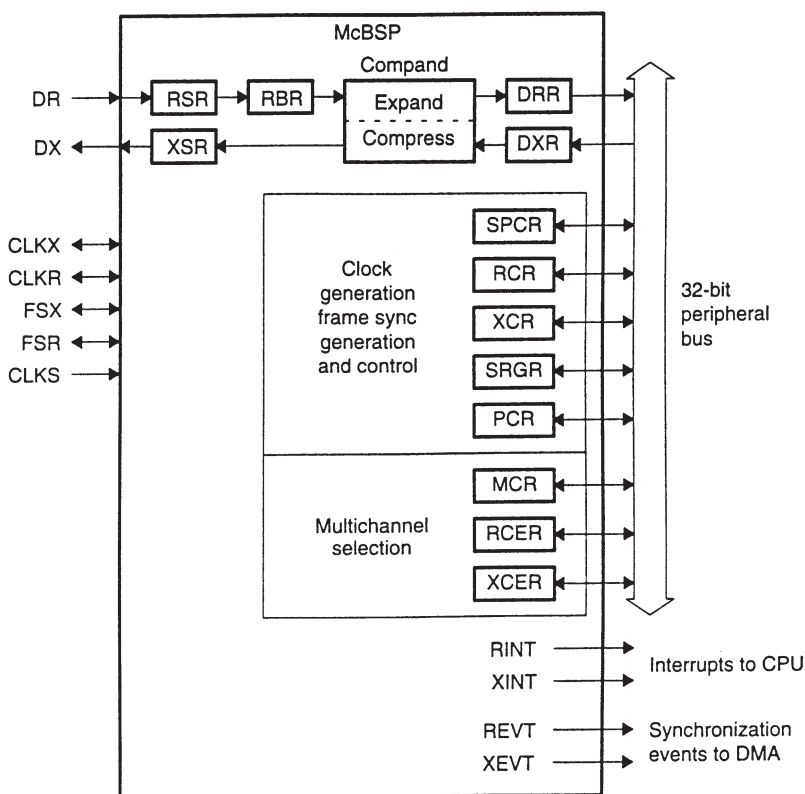 McBSP
Compand
DR
RSR
RBR
Expand
DRR
DX
XSR
Compress
DXR
CLKX
CLKR
FSX
FSR
CLKS
Clock
generation
frame sync
generation
and control
SPCR
RCR
XCR
SRGR
PCR
32-bit
peripheral
bus
Multichannel
selection
MCR
RCER
XCER
RINT
XINT
Interrupts to CPU
REVT
XEVT
Synchronization
events to DMA